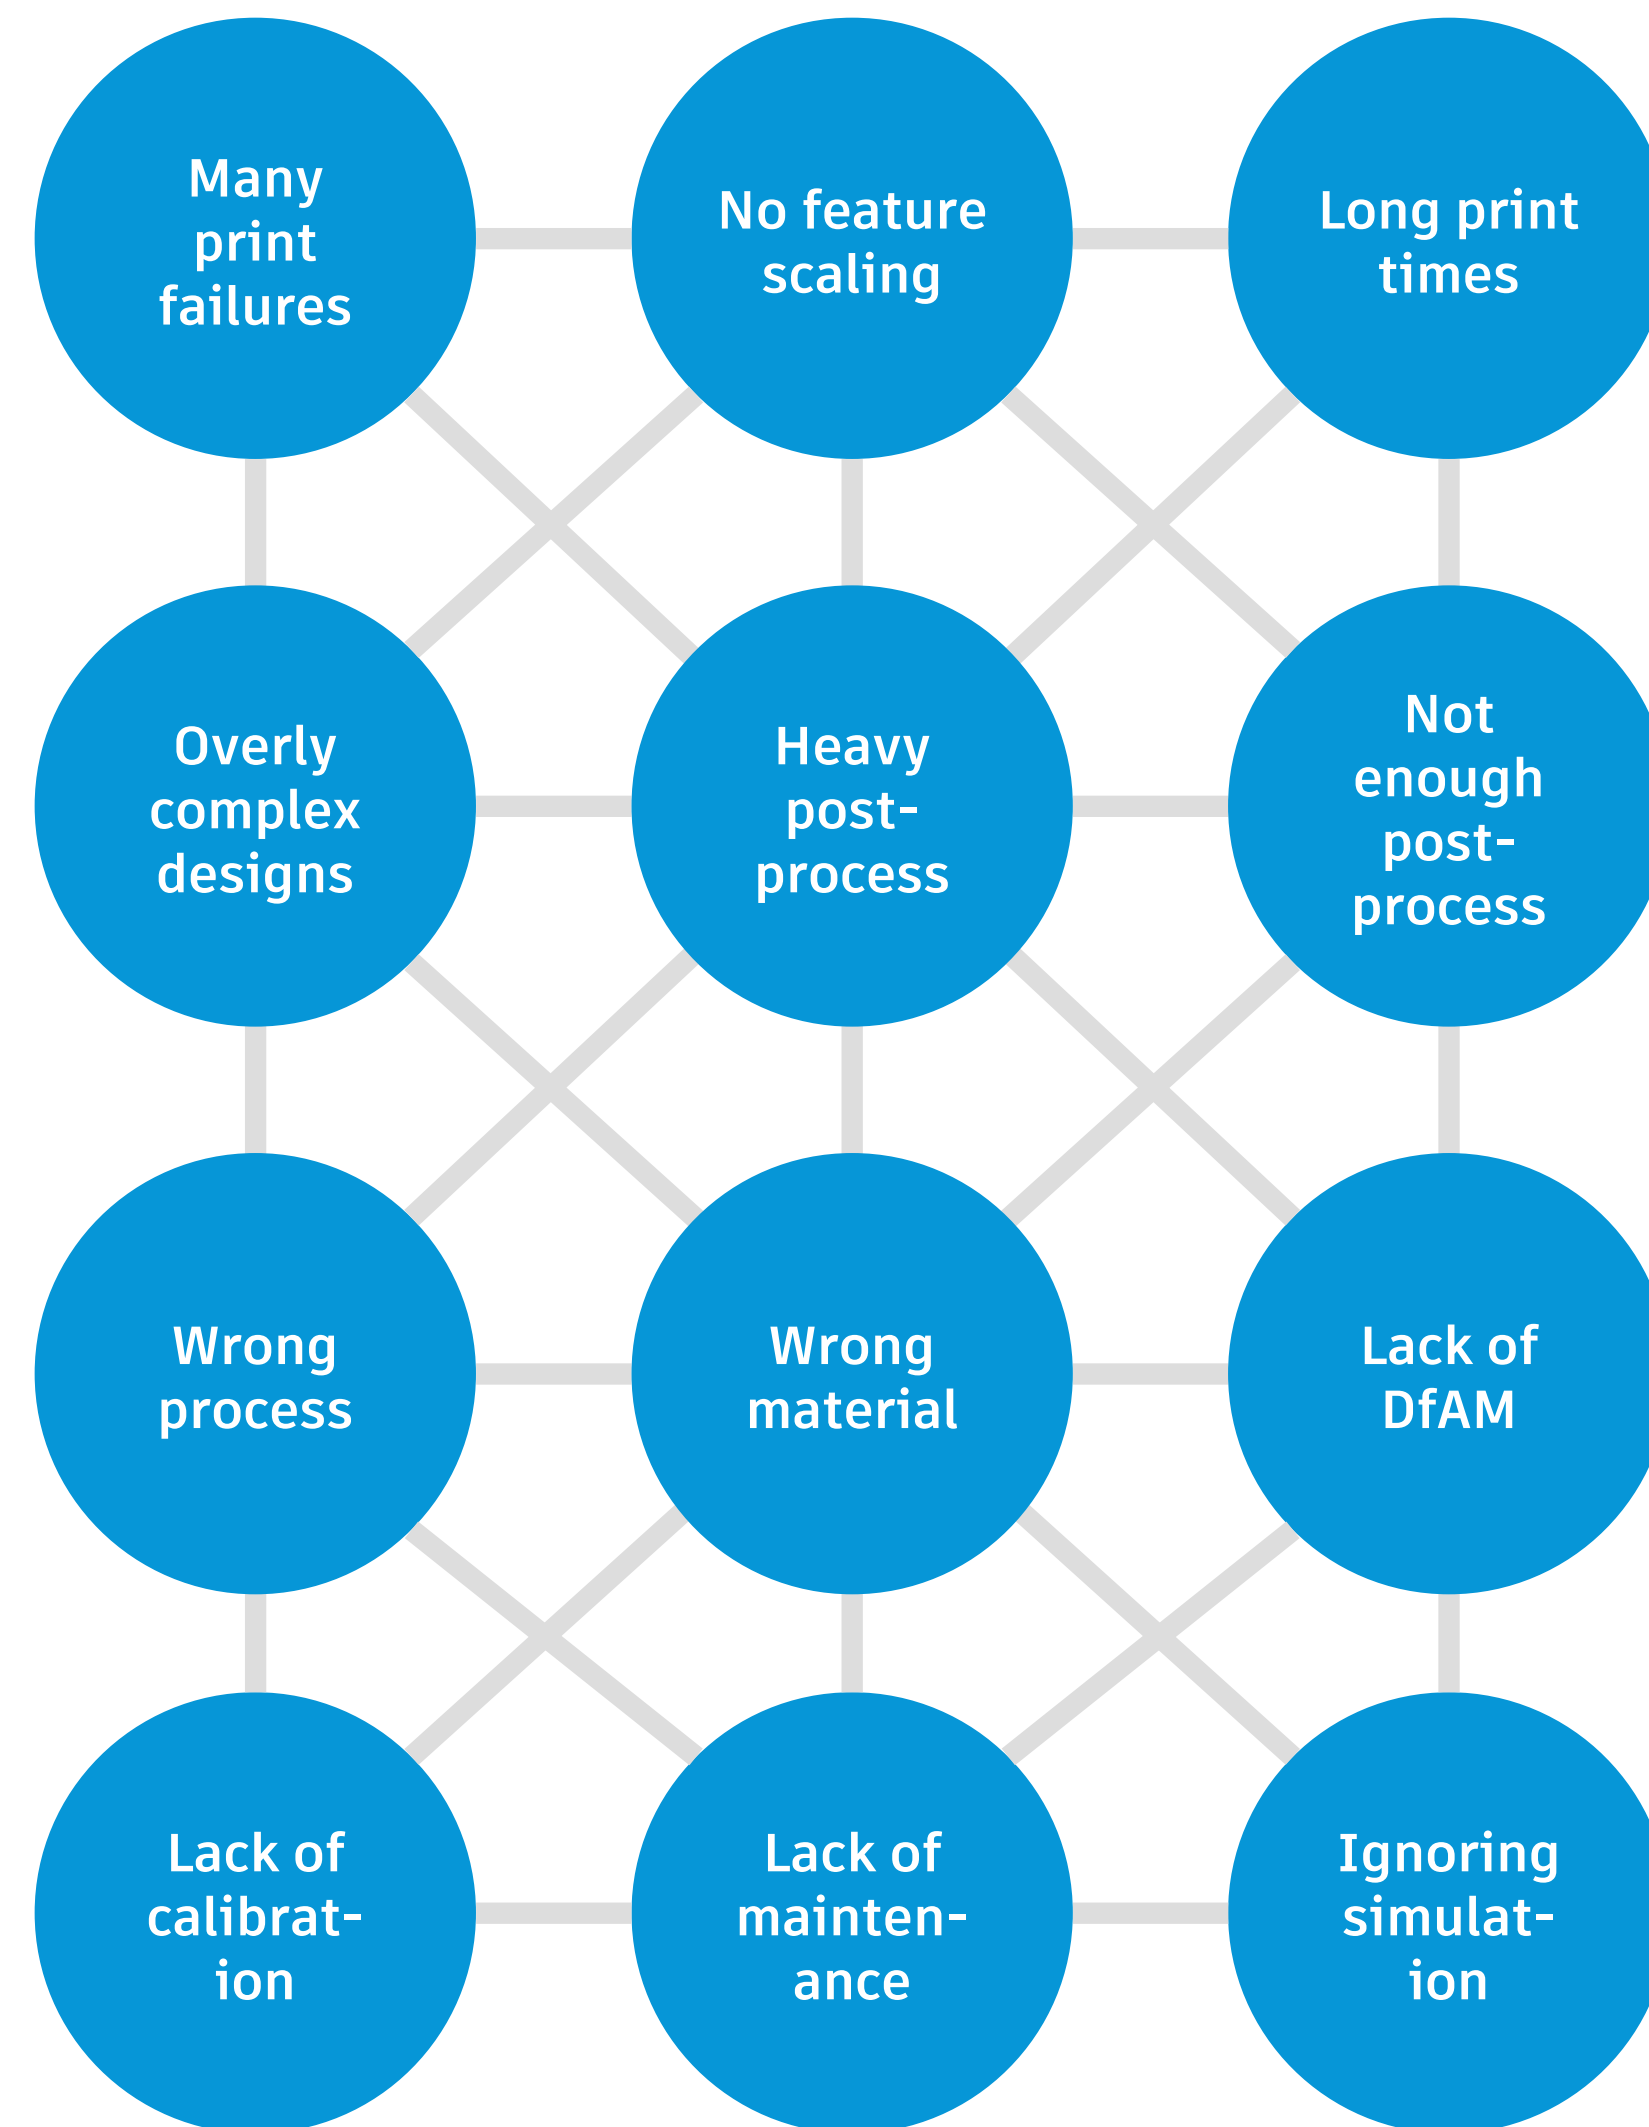 Many
print
failures
No feature
scaling
Long print
times
Overly
complex
designs
Heavy
post-
process
Not
enough
post-
process
Wrong
process
Wrong
material
Lack of
DfAM
Lack of
calibrat-
ion
Lack of
mainten-
ance
Ignoring
simulat-
ion